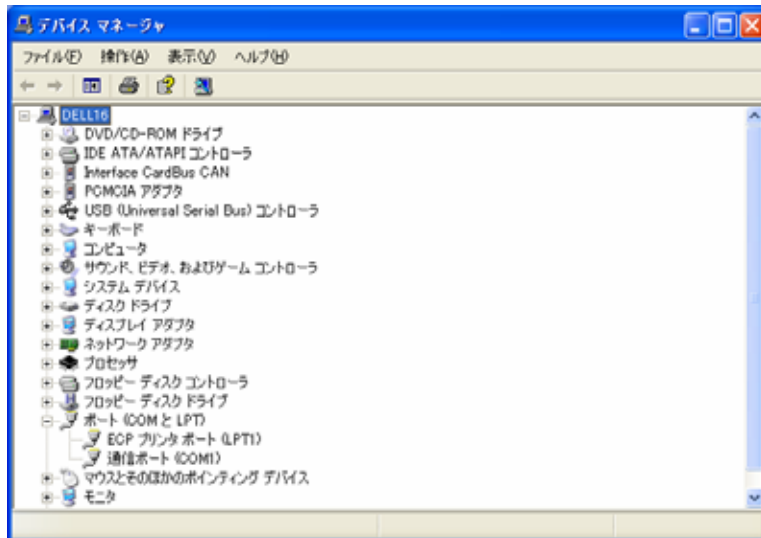 デバイス マネージャ
ファイル(F) 操作(A) 表示(V) ヘルプ(H)
DELL16
DVD/CD-ROM ドライブ
IDE ATA/ATAPI コントローラ
Interface CardBus CAN
PCMCIA アダプタ
USB (Universal Serial Bus) コントローラ
キーボード
コンピュータ
サウンド、ビデオ、およびゲーム コントローラ
システム デバイス
ディスク ドライブ
ディスプレイ アダプタ
ネットワーク アダプタ
プロセッサ
フロッピー ディスク コントローラ
フロッピー ディスク ドライブ
ポート (COM と LPT)
ECP プリンタ ポート (LPT1)
通信ポート (COM1)
マウスとそのほかのポインティング デバイス
モニタ